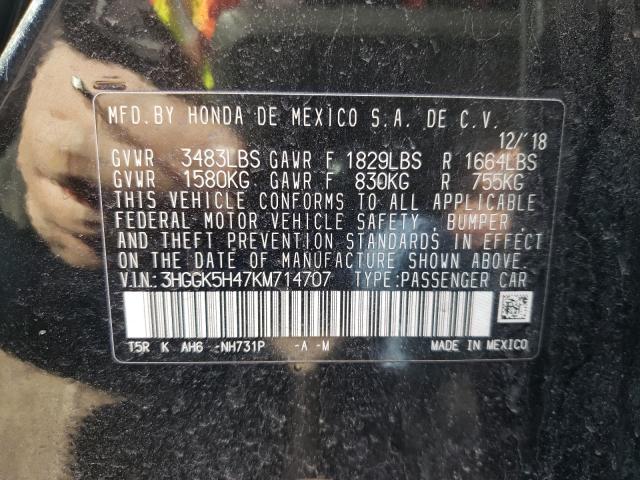 MFD. BY HONDA DE MEXICO S.A. DE C.V.
12/'18
GVWR 3483LBS GAWR F 1829LBS R 1664LBS
GVWR 1580KG GAWR F 830KG R 755KG
THIS VEHICLE CONFORMS TO ALL APPLICABLE
FEDERAL MOTOR VEHICLE SAFETY, BUMPER,
AND THEFT PREVENTION STANDARDS IN EFFECT
ON THE DATE OF MANUFACTURE SHOWN ABOVE.
V.I.N.: 3HGGK5H47KM714707 TYPE: PASSENGER CAR
T5R K AH6 -NH731P -A -M MADE IN MEXICO